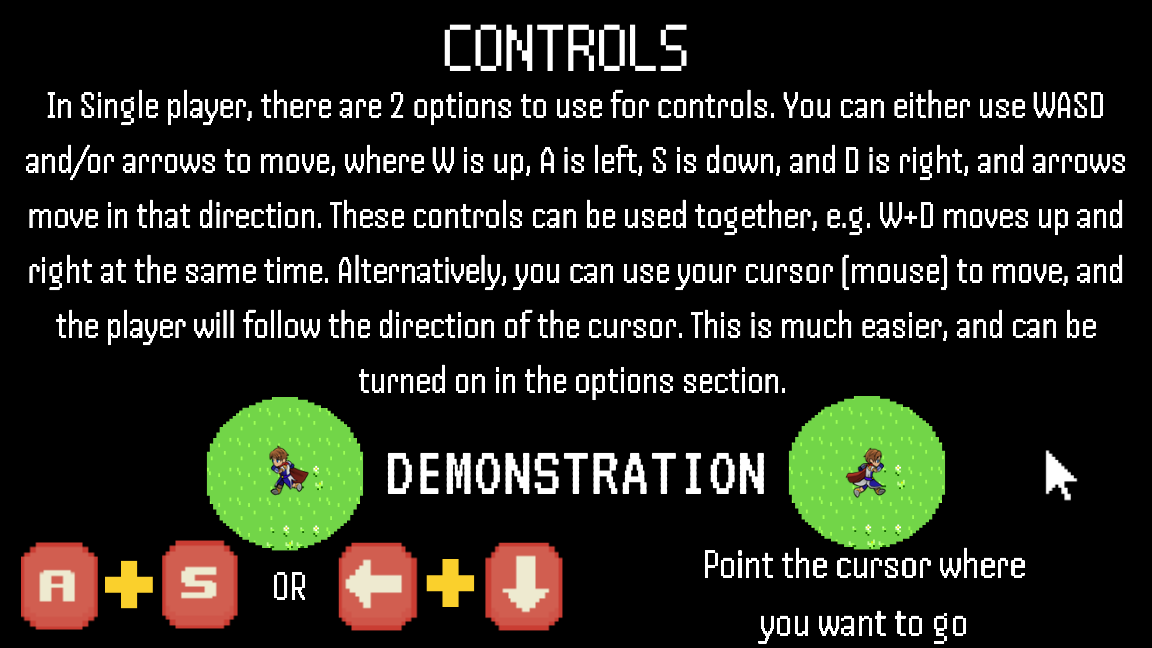 CONTROLS
In Single player, there are 2 options to use for controls. You can either use WASD
and/or arrows to move, where W is up, A is left, S is down, and D is right, and arrows
move in that direction. These controls can be used together, e.g. W+D moves up and
right at the same time. Alternatively, you can use your cursor (mouse) to move, and
the player will follow the direction of the cursor. This is much easier, and can be
turned on in the options section.
DEMONSTRATION
A + S OR ← + ↓
Point the cursor where
you want to go